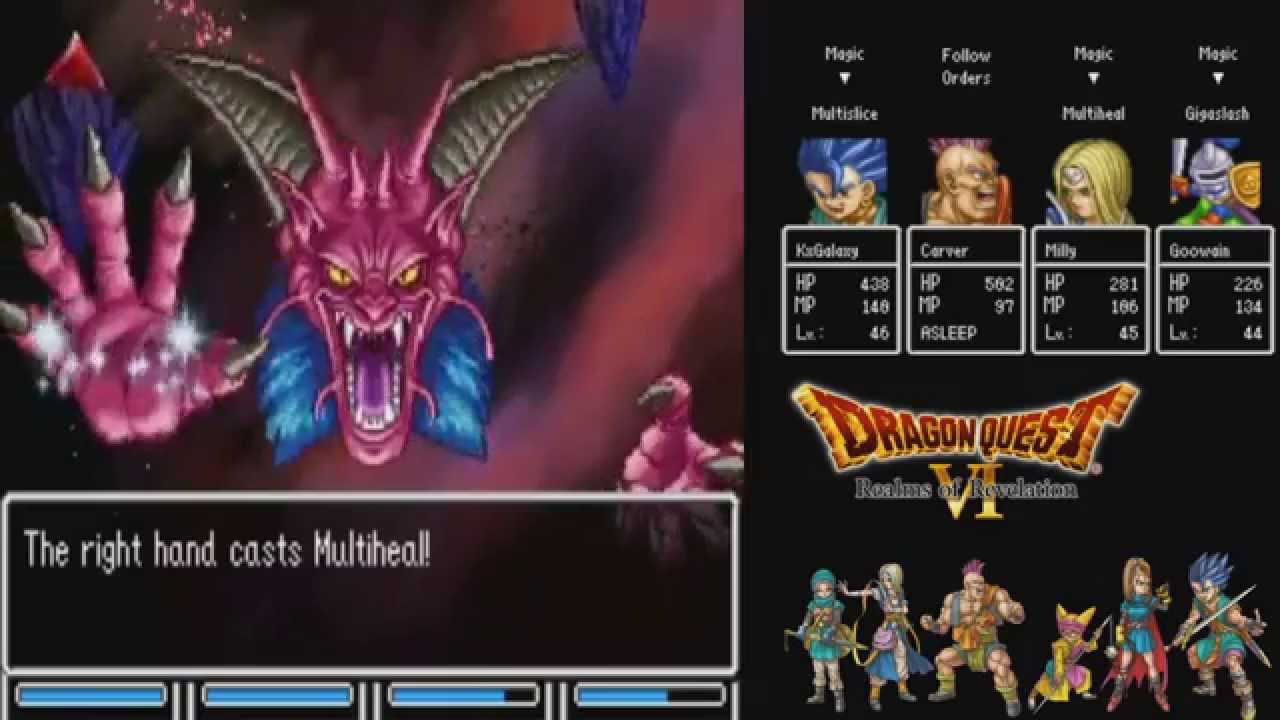 Magic
▼
Multislice
Follow
Orders
Magic
▼
Multiheal
Magic
▼
Gigaslash
KxGalaxy
HP 438
MP 140
Lv.: 46
Carver
HP 502
MP 97
ASLEEP
Milly
HP 281
MP 186
Lv.: 45
Goowain
HP 226
MP 134
Lv.: 44
DRAGON QUEST®
VI
Realms of Revelation
The right hand casts Multiheal!